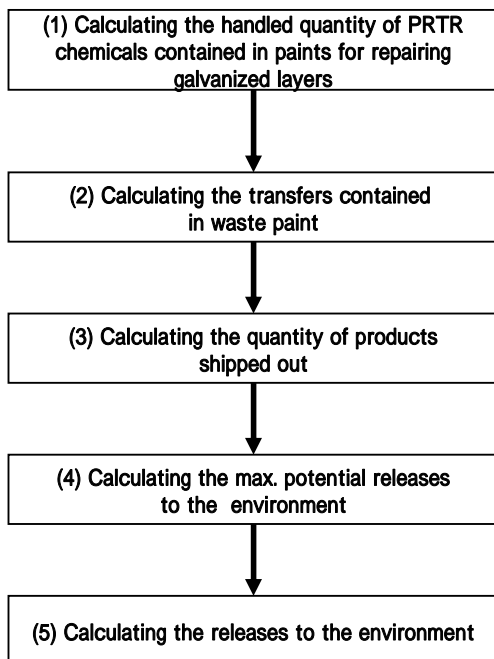 (1) Calculating the handled quantity of PRTR
chemicals contained in paints for repairing
galvanized layers
(2) Calculating the transfers contained
in waste paint
(3) Calculating the quantity of products
shipped out
(4) Calculating the max. potential releases
to the environment
(5) Calculating the releases to the environment